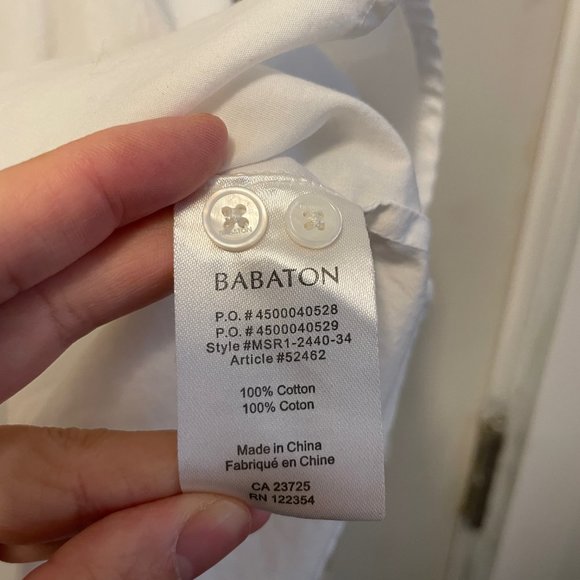 BABATON
P.O. #4500040528
P.O. #4500040529
Style #MSR1-2440-34
Article #52462
100% Cotton
100% Coton
Made in China
Fabriqué en Chine
CA 23725
RN 122354